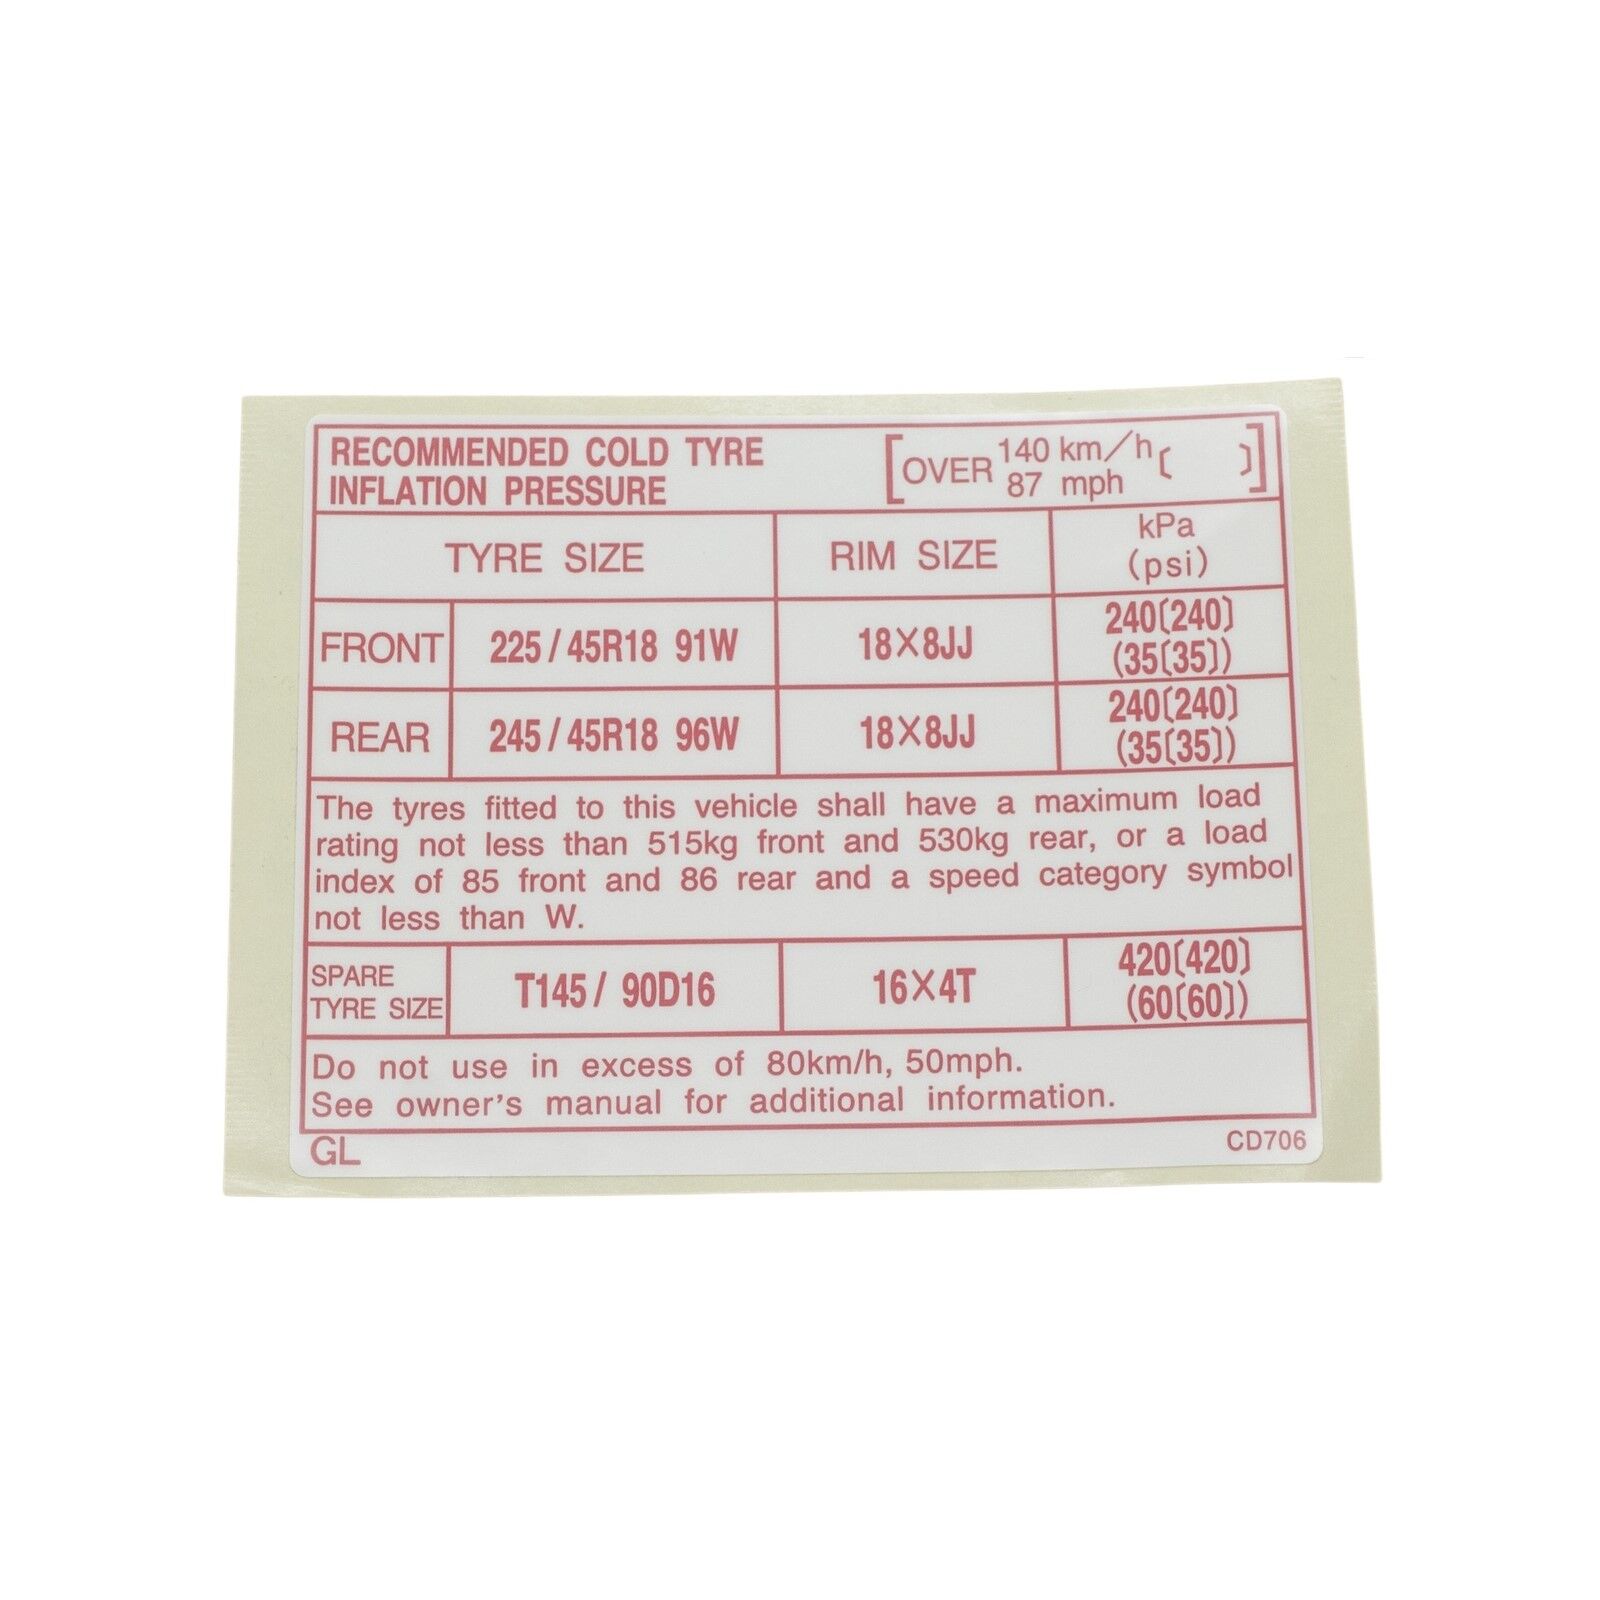 RECOMMENDED COLD TYRE
INFLATION PRESSURE
[OVER 140 km/h 〔 〕]
87 mph
TYRE SIZE RIM SIZE kPa
(psi)
FRONT 225/45R18 91W 18×8JJ 240〔240〕
(35〔35〕)
REAR 245/45R18 96W 18×8JJ 240〔240〕
(35〔35〕)
The tyres fitted to this vehicle shall have a maximum load
rating not less than 515kg front and 530kg rear, or a load
index of 85 front and 86 rear and a speed category symbol
not less than W.
SPARE
TYRE SIZE T145/ 90D16 16×4T 420〔420〕
(60〔60〕)
Do not use in excess of 80km/h, 50mph.
See owner's manual for additional information.
GL CD706